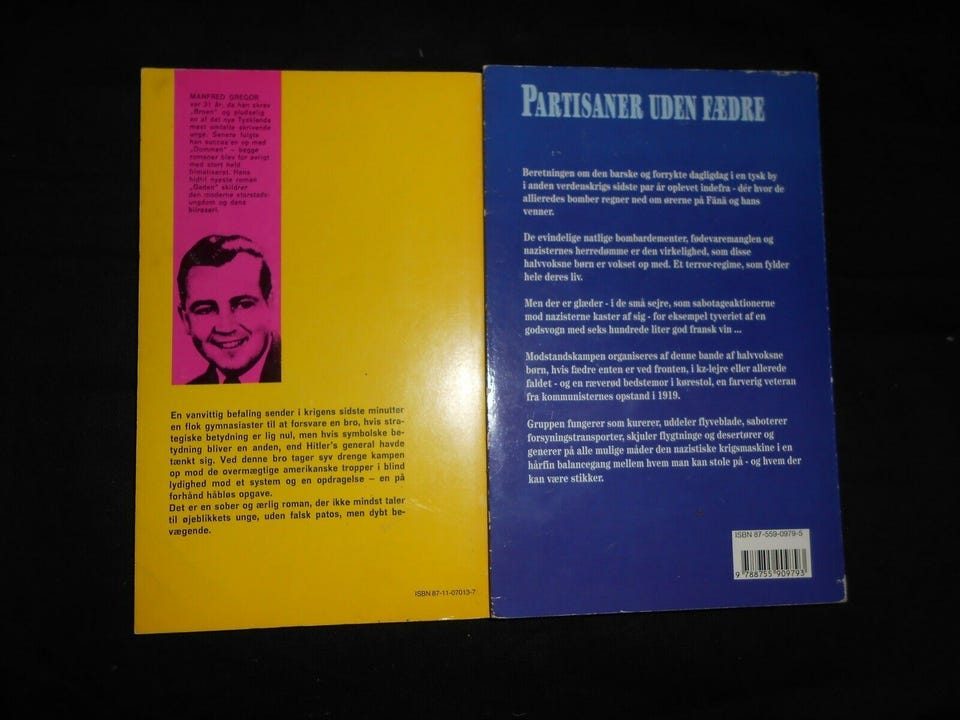 MANFRED GREGOR
var 31 år, da han skrev
„Broen" og pludselig
en af det nye Tysklands
mest omtalte skrivende
unge. Senere fulgte
han succes'en op med
„Dommen" – begge
romaner blev for øvrigt
med stort held
filmatiseret. Hans
hidtil nyeste roman
„Gaden" skildrer
den moderne storstads-
ungdom og dens
bilræseri.
En vanvittig befaling sender i krigens sidste minutter
en flok gymnasiaster til at forsvare en bro, hvis stra-
tegiske betydning er lig nul, men hvis symbolske be-
tydning bliver en anden, end Hitler's general havde
tænkt sig. Ved denne bro tager syv drenge kampen
op mod de overmægtige amerikanske tropper i blind
lydighed mod et system og en opdragelse – en på
forhånd håbløs opgave.
Det er en sober og ærlig roman, der ikke mindst taler
til øjeblikkets unge, uden falsk patos, men dybt be-
vægende.
ISBN 87-11-07013-7
PARTISANER UDEN FÆDRE
Beretningen om den barske og forrykte dagligdag i en tysk by
i anden verdenskrigs sidste par år oplevet indefra - dér hvor de
allieredes bomber regner ned om ørerne på Fänä og hans
venner.
De evindelige natlige bombardementer, fødevaremanglen og
nazisternes herredømme er den virkelighed, som disse
halvvoksne børn er vokset op med. Et terror-regime, som fylder
hele deres liv.
Men der er glæder - i de små sejre, som sabotageaktionerne
mod nazisterne kaster af sig - for eksempel tyveriet af en
godsvogn med seks hundrede liter god fransk vin ...
Modstandskampen organiseres af denne bande af halvvoksne
børn, hvis fædre enten er ved fronten, i kz-lejre eller allerede
faldet - og en ræverød bedstemor i kørestol, en farverig veteran
fra kommunisternes opstand i 1919.
Gruppen fungerer som kurerer, uddeler flyveblade, saboterer
forsyningstransporter, skjuler flygtninge og desertører og
generer på alle mulige måder den nazistiske krigsmaskine i en
hårfin balancegang mellem hvem man kan stole på - og hvem der
kan være stikker.
ISBN 87-559-0979-5
9 788755 909793